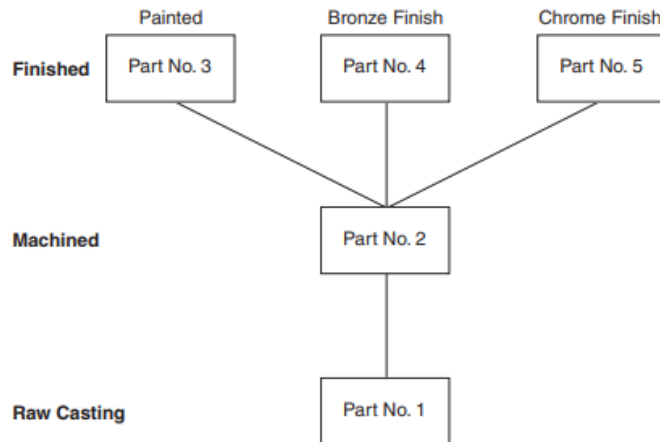 Painted Bronze Finish Chrome Finish
Finished Part No. 3 Part No. 4 Part No. 5
Machined Part No. 2
Raw Casting Part No. 1